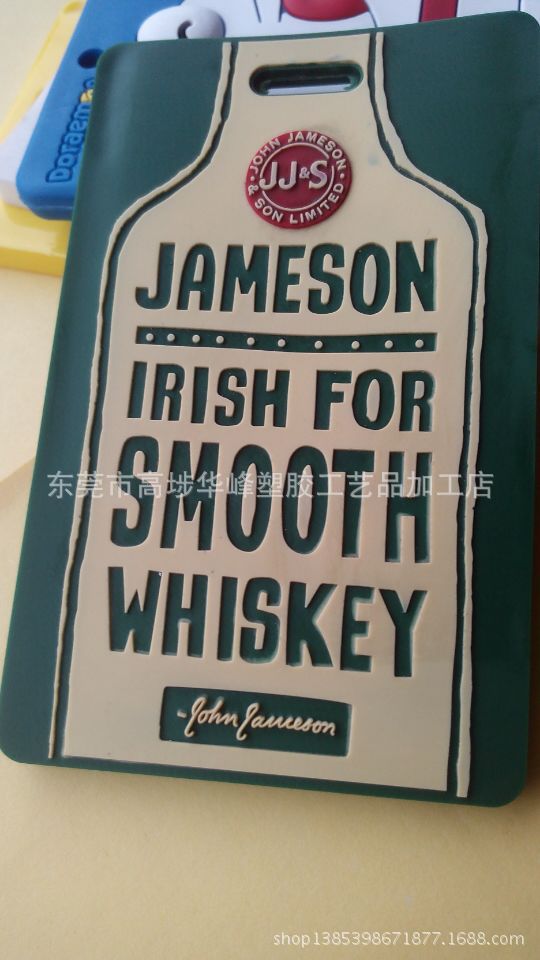 Doraemon
JOHN JAMESON
JJ&S
& SON LIMITED
JAMESON
IRISH FOR
SMOOTH
东莞市高埗华峰塑胶工艺品加工店
WHISKEY
-John Jameson
shop1385398671877.1688.com